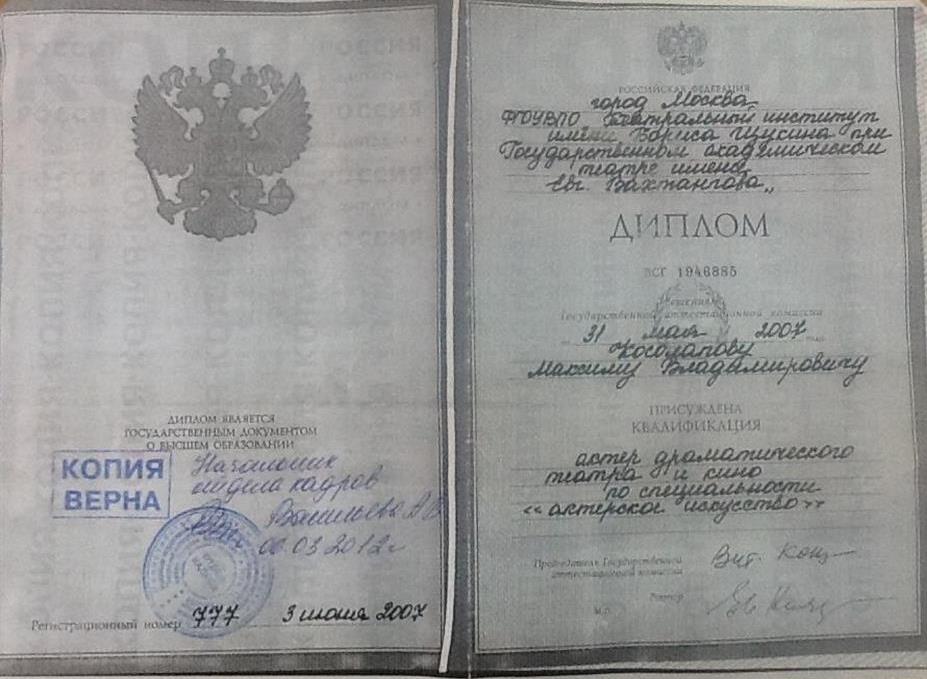 ДИПЛОМ ЯВЛЯЕТСЯ
ГОСУДАРСТВЕННЫМ ДОКУМЕНТОМ
О ВЫСШЕМ ОБРАЗОВАНИИ
КОПИЯ
ВЕРНА
Начальник
отдела кадров
Васильева
2012г
Регистрационный номер 777 3 июня 2007
РОССИЙСКАЯ ФЕДЕРАЦИЯ
город Москва
ФГОУВПО Театральный институт
имени Бориса Щукина при
Государственном академическом
театре имени
Евг. Вахтангова"
ДИПЛОМ
ВСГ 1946885
Решением
Государственной аттестационной комиссии
31 мая 2007 года
Косолапову
Максиму Владимировичу
ПРИСУЖДЕНА
КВАЛИФИКАЦИЯ
актер драматического
театра и кино
по специальности
«актерское искусство»
Председатель Государственной
аттестационной комиссии
Ректор
М.П.